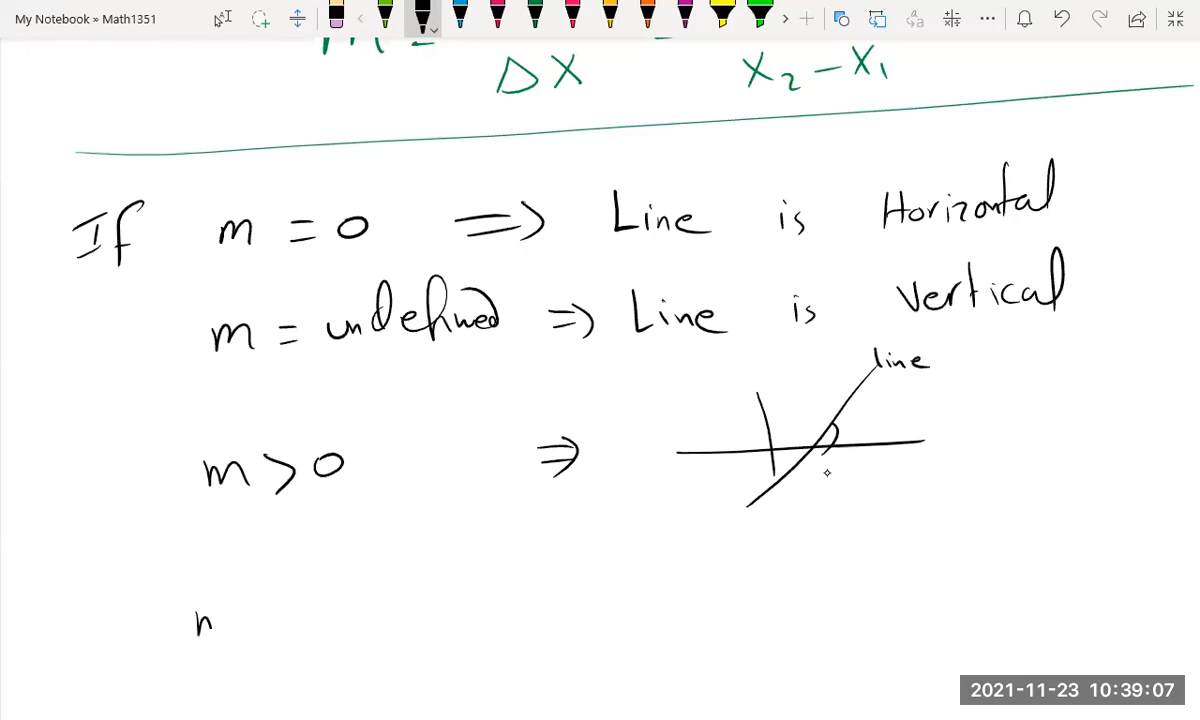 My Notebook » Math1351
Δx x₂ - x₁
If m = 0 => Line is Horizontal
m = undefined => Line is vertical
line
m > 0 =>
2021-11-23 10:39:07